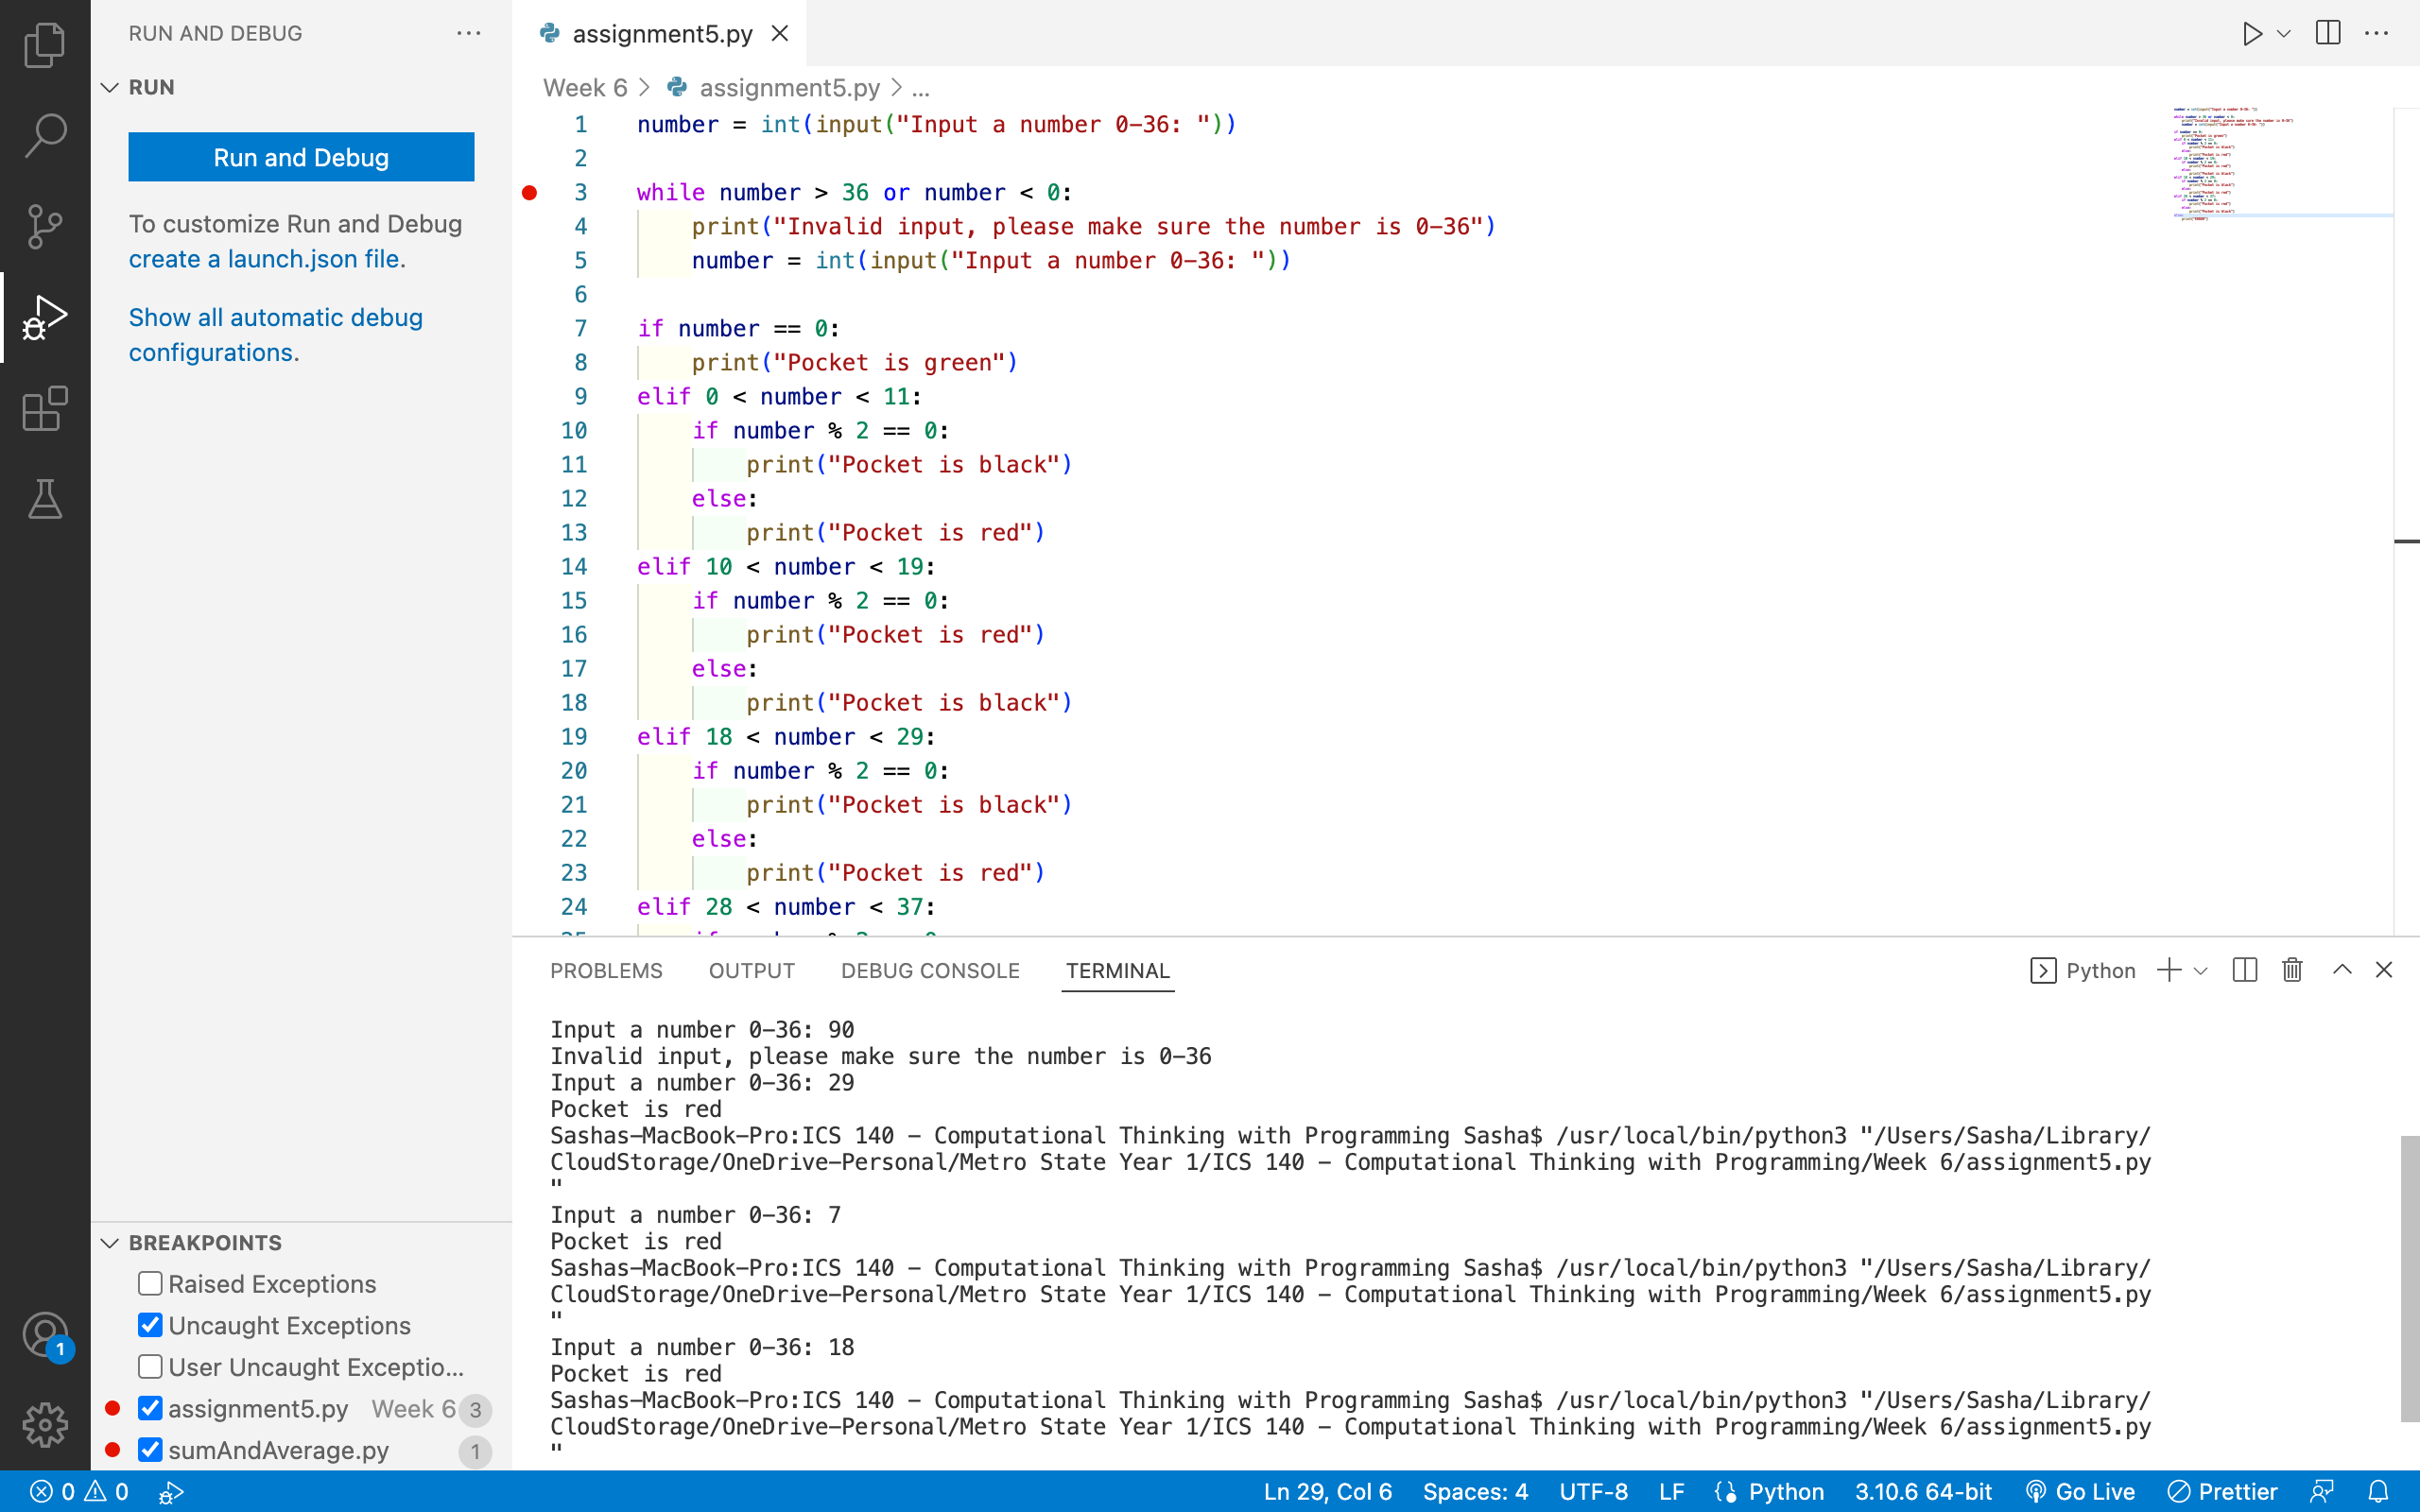 RUN AND DEBUG
RUN
Run and Debug
To customize Run and Debug
create a launch.json file.
Show all automatic debug
configurations.
BREAKPOINTS
Raised Exceptions
Uncaught Exceptions
User Uncaught Exceptio...
assignment5.py Week 6 3
sumAndAverage.py 1
1
assignment5.py
Week 6 > assignment5.py > ...
1 number = int(input("Input a number 0-36: "))
2
3 while number > 36 or number < 0:
4 print("Invalid input, please make sure the number is 0-36")
5 number = int(input("Input a number 0-36: "))
6
7 if number == 0:
8 print("Pocket is green")
9 elif 0 < number < 11:
10 if number % 2 == 0:
11 print("Pocket is black")
12 else:
13 print("Pocket is red")
14 elif 10 < number < 19:
15 if number % 2 == 0:
16 print("Pocket is red")
17 else:
18 print("Pocket is black")
19 elif 18 < number < 29:
20 if number % 2 == 0:
21 print("Pocket is black")
22 else:
23 print("Pocket is red")
24 elif 28 < number < 37:
PROBLEMS OUTPUT DEBUG CONSOLE TERMINAL Python
Input a number 0-36: 90
Invalid input, please make sure the number is 0-36
Input a number 0-36: 29
Pocket is red
Sashas-MacBook-Pro:ICS 140 - Computational Thinking with Programming Sasha$ /usr/local/bin/python3 "/Users/Sasha/Library/
CloudStorage/OneDrive-Personal/Metro State Year 1/ICS 140 - Computational Thinking with Programming/Week 6/assignment5.py
"
Input a number 0-36: 7
Pocket is red
Sashas-MacBook-Pro:ICS 140 - Computational Thinking with Programming Sasha$ /usr/local/bin/python3 "/Users/Sasha/Library/
CloudStorage/OneDrive-Personal/Metro State Year 1/ICS 140 - Computational Thinking with Programming/Week 6/assignment5.py
"
Input a number 0-36: 18
Pocket is red
Sashas-MacBook-Pro:ICS 140 - Computational Thinking with Programming Sasha$ /usr/local/bin/python3 "/Users/Sasha/Library/
CloudStorage/OneDrive-Personal/Metro State Year 1/ICS 140 - Computational Thinking with Programming/Week 6/assignment5.py
"
0 0 Ln 29, Col 6 Spaces: 4 UTF-8 LF Python 3.10.6 64-bit Go Live Prettier